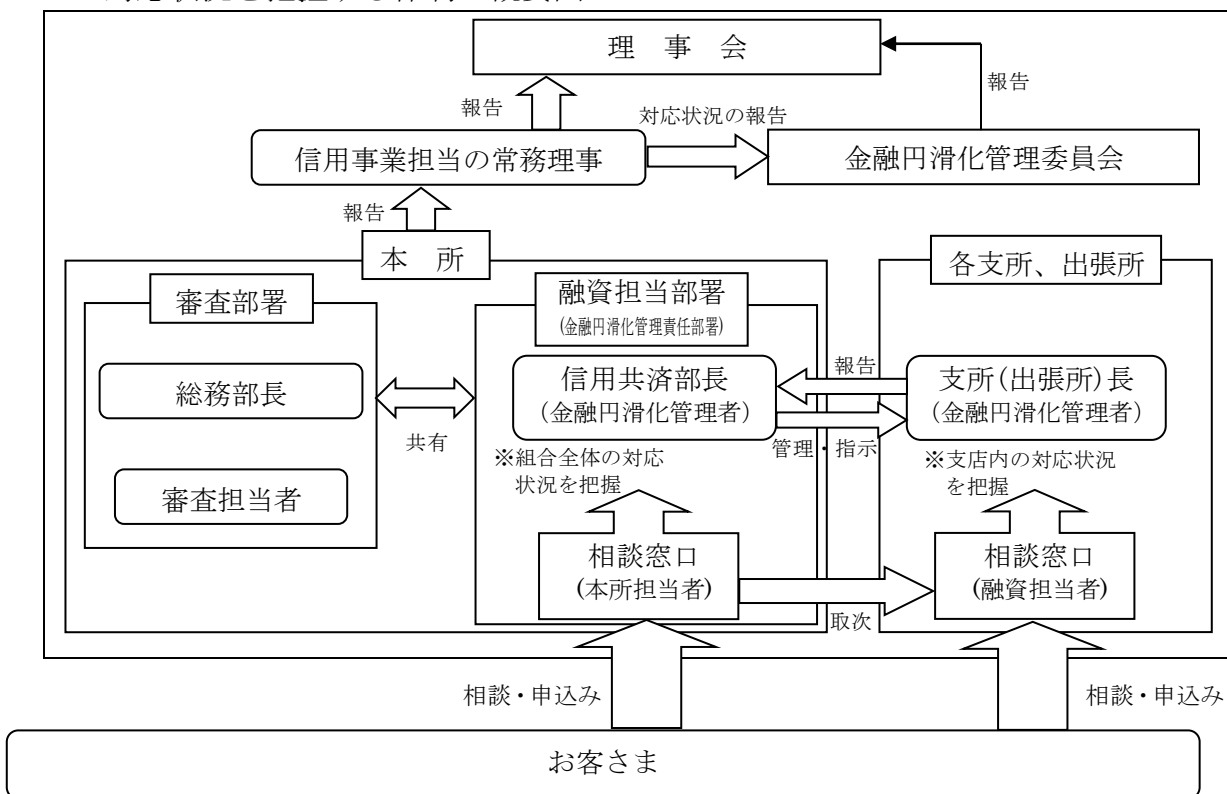 理 事 会
報告
報告
対応状況の報告
信用事業担当の常務理事
金融円滑化管理委員会
報告
本 所
各支所、出張所
審査部署
融資担当部署
(金融円滑化管理責任部署)
総務部長
信用共済部長
(金融円滑化管理者)
報告
支所(出張所)長
(金融円滑化管理者)
共有
管理・指示
※組合全体の対応
状況を把握
※支店内の対応状況
を把握
審査担当者
相談窓口
(本所担当者)
相談窓口
(融資担当者)
取次
相談・申込み
相談・申込み
お客さま